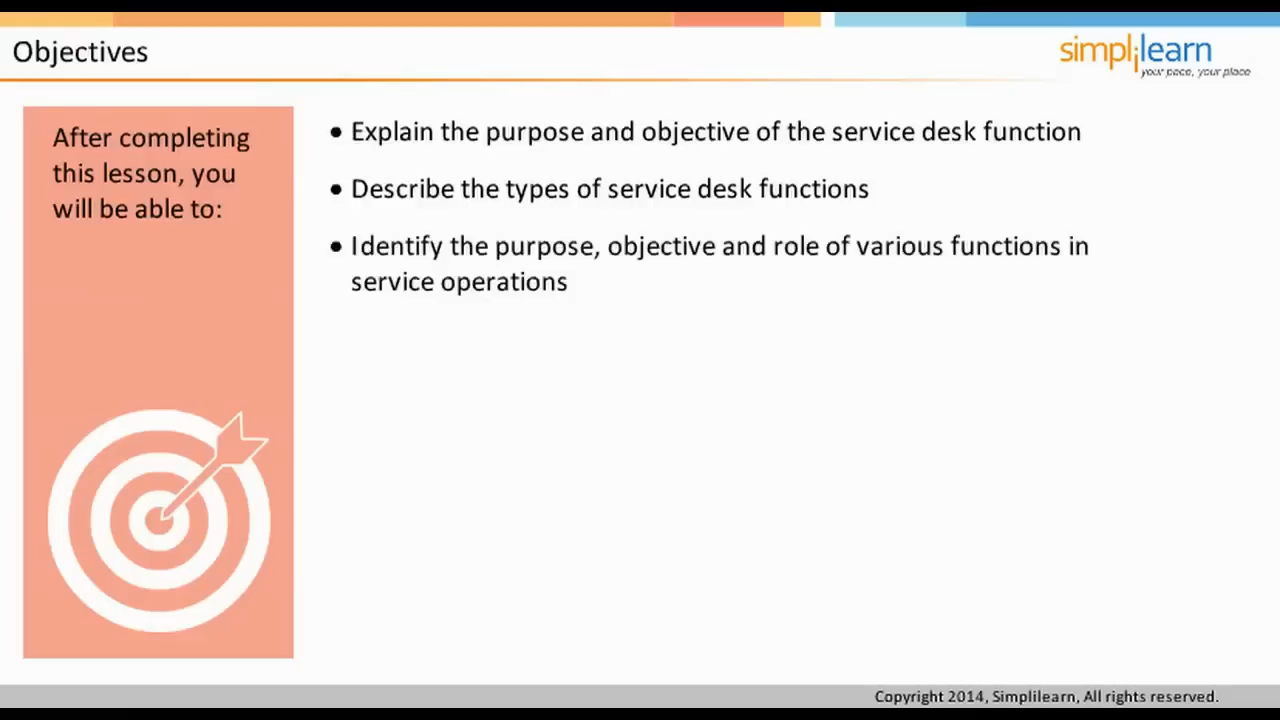 Objectives
simplilearn
your pace, your place
After completing
this lesson, you
will be able to:
• Explain the purpose and objective of the service desk function
• Describe the types of service desk functions
• Identify the purpose, objective and role of various functions in
service operations
Copyright 2014, Simplilearn, All rights reserved.